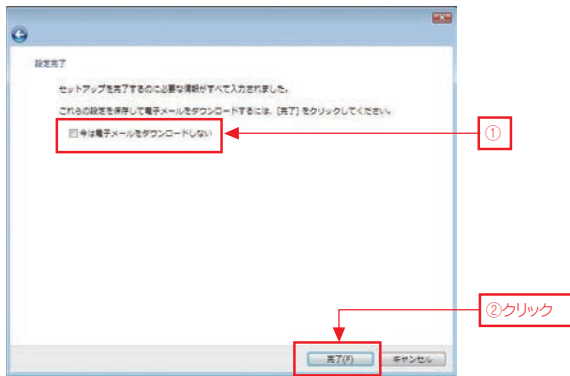 設定完了
セットアップを完了するのに必要な情報がすべて入力されました。
これらの設定を保存して電子メールをダウンロードするには、[完了] をクリックしてください。
今は電子メールをダウンロードしない
①
②クリック
完了(F)
キャンセル